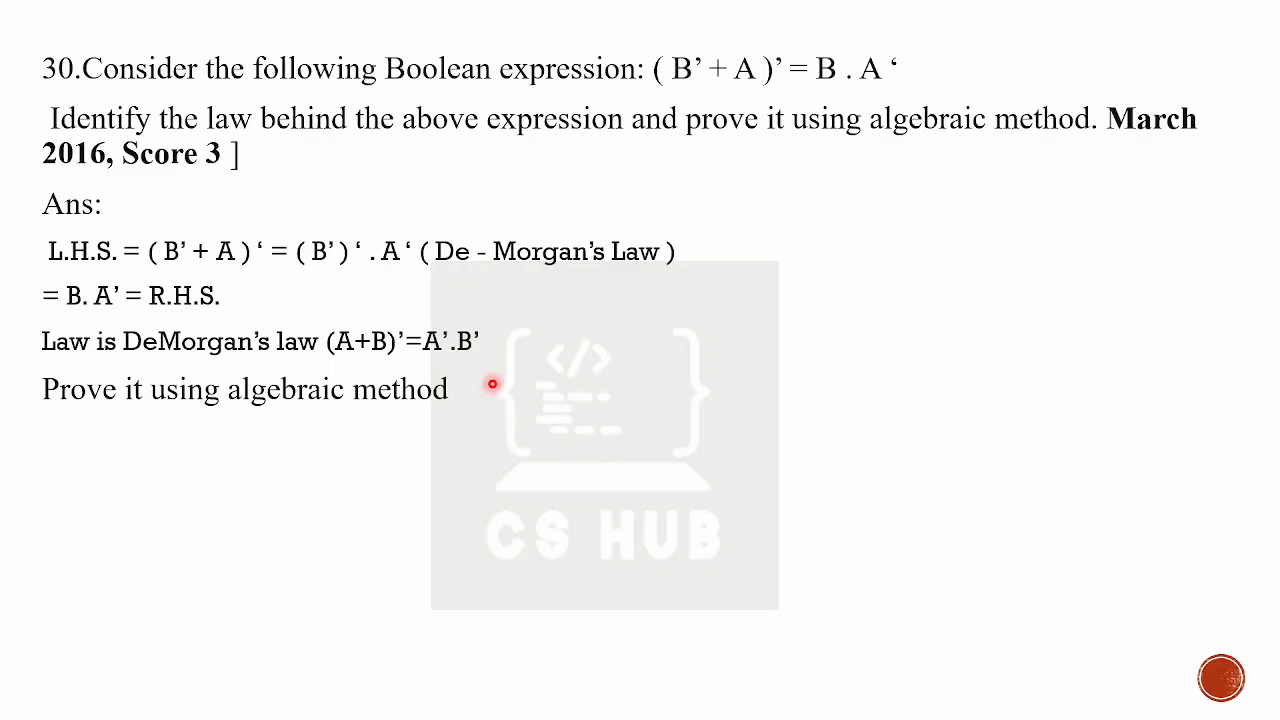 30.Consider the following Boolean expression: ( B’ + A )’ = B . A ‘
Identify the law behind the above expression and prove it using algebraic method. March
2016, Score 3 ]
Ans:
L.H.S. = ( B’ + A ) ‘ = ( B’ ) ‘ . A ‘ ( De - Morgan’s Law )
= B. A’ = R.H.S.
Law is DeMorgan’s law (A+B)’=A’.B’
Prove it using algebraic method
</>
CS HUB